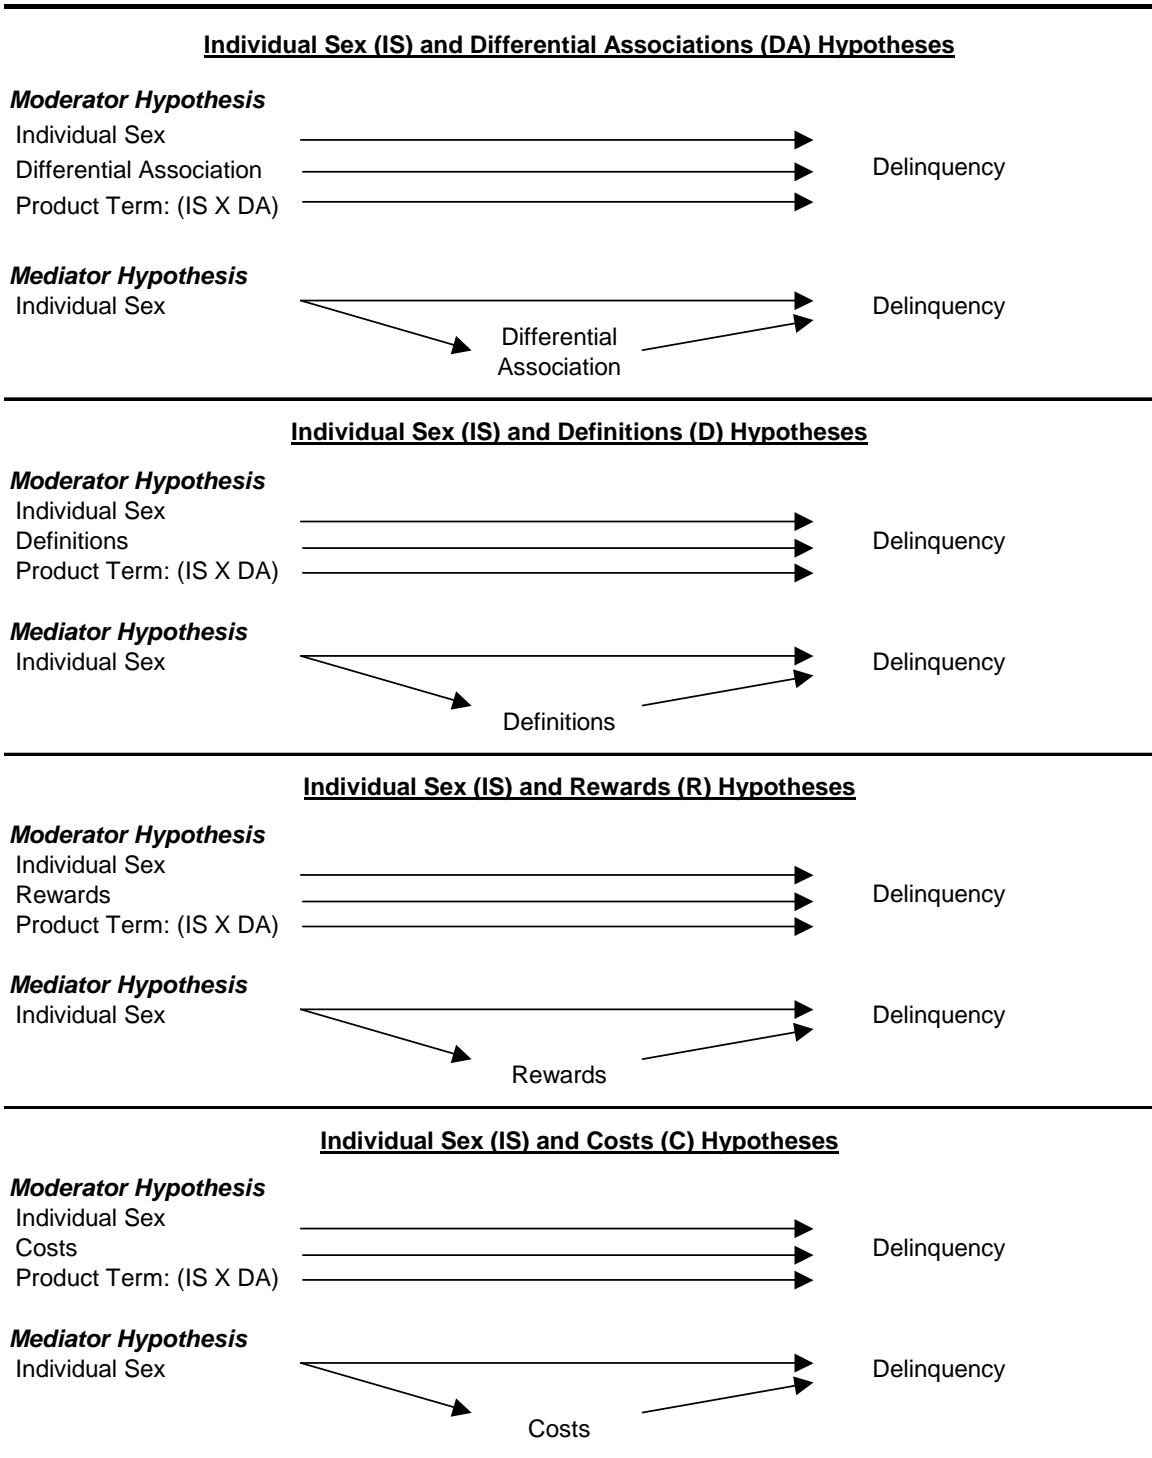 Individual Sex (IS) and Differential Associations (DA) Hypotheses
Moderator Hypothesis
Individual Sex
Differential Association
Delinquency
Product Term: (IS X DA)
Mediator Hypothesis
Individual Sex
Delinquency
Differential
Association
Individual Sex (IS) and Definitions (D) Hypotheses
Moderator Hypothesis
Individual Sex
Definitions
Delinquency
Product Term: (IS X DA)
Mediator Hypothesis
Individual Sex
Delinquency
Definitions
Individual Sex (IS) and Rewards (R) Hypotheses
Moderator Hypothesis
Individual Sex
Rewards
Delinquency
Product Term: (IS X DA)
Mediator Hypothesis
Individual Sex
Delinquency
Rewards
Individual Sex (IS) and Costs (C) Hypotheses
Moderator Hypothesis
Individual Sex
Costs
Delinquency
Product Term: (IS X DA)
Mediator Hypothesis
Individual Sex
Delinquency
Costs